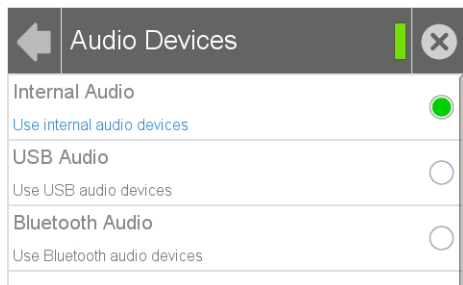 Audio Devices
Internal Audio
Use internal audio devices
USB Audio
Use USB audio devices
Bluetooth Audio
Use Bluetooth audio devices